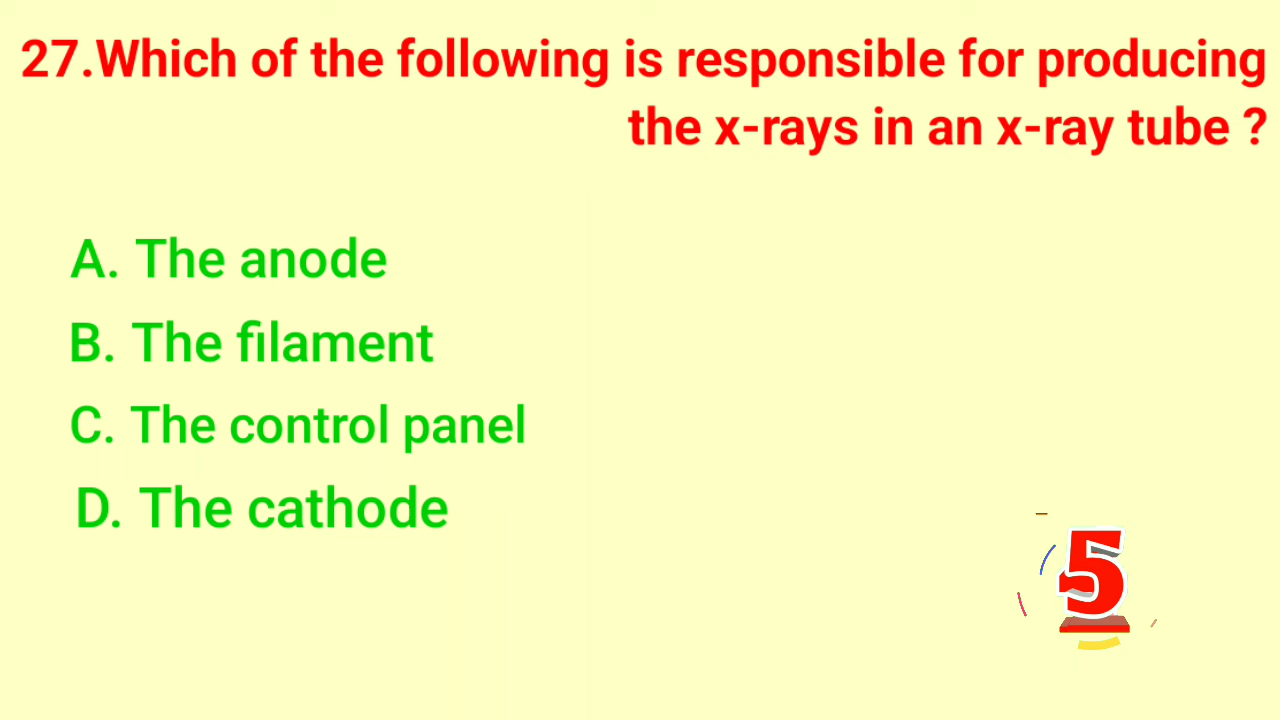 27.Which of the following is responsible for producing
the x-rays in an x-ray tube ?
A. The anode
B. The filament
C. The control panel
D. The cathode
5